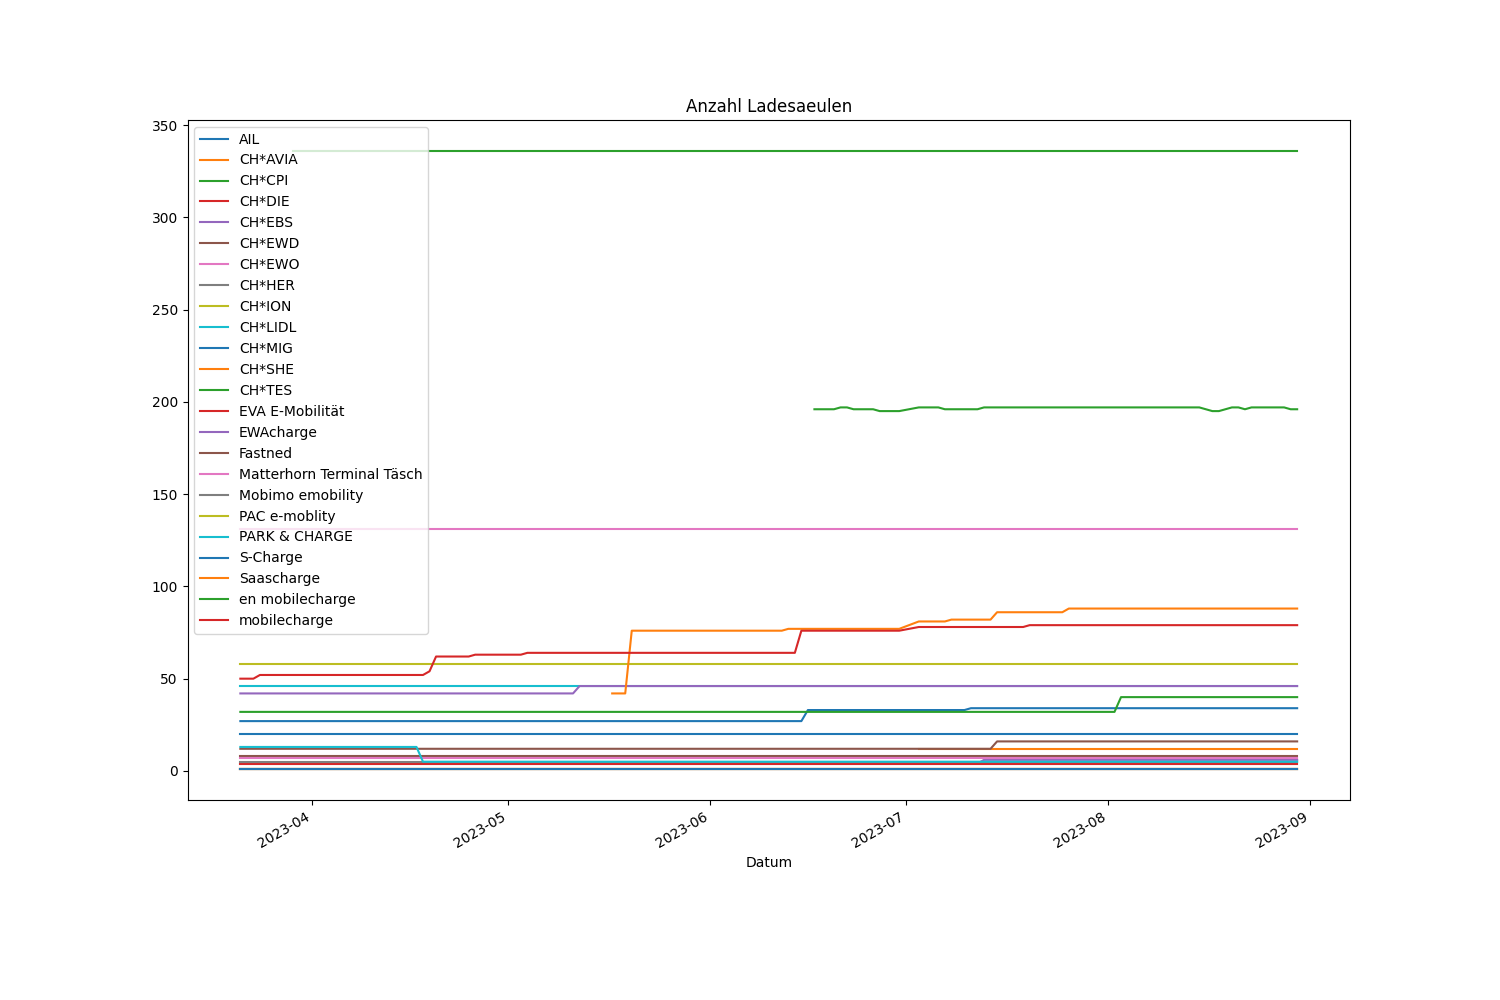 Anzahl Ladesaeulen
350
300
250
200
150
100
50
0
AIL
CH*AVIA
CH*CPI
CH*DIE
CH*EBS
CH*EWD
CH*EWO
CH*HER
CH*ION
CH*LIDL
CH*MIG
CH*SHE
CH*TES
EVA E-Mobilität
EWAcharge
Fastned
Matterhorn Terminal Täsch
Mobimo emobility
PAC e-moblity
PARK & CHARGE
S-Charge
Saascharge
en mobilecharge
mobilecharge
2023-04
2023-05
2023-06
2023-07
2023-08
2023-09
Datum